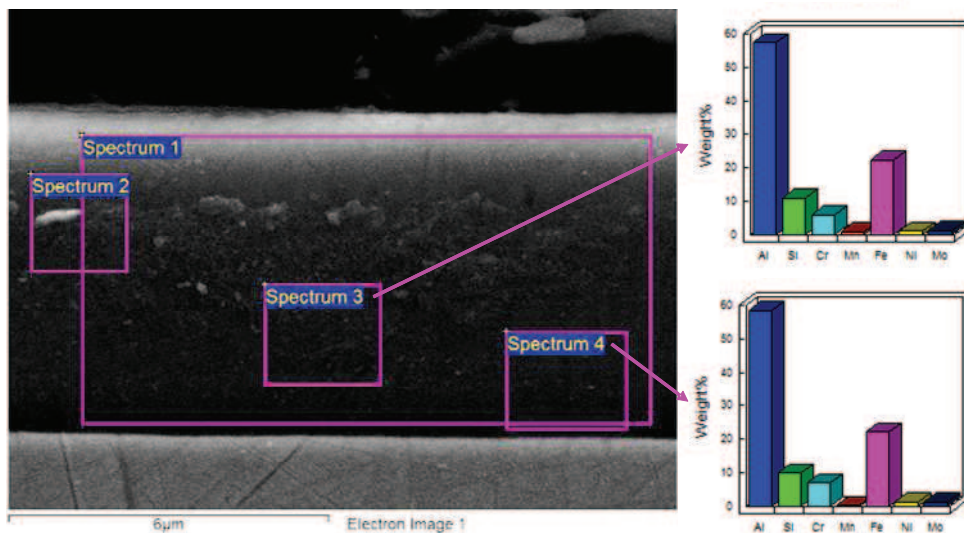 Spectrum 1
Spectrum 2
Spectrum 3
Spectrum 4
6µm
Electron Image 1
Weight%
60
50
40
30
20
10
0
Al Si Cr Mn Fe Ni Mo
Weight%
60
50
40
30
20
10
0
Al Si Cr Mn Fe Ni Mo